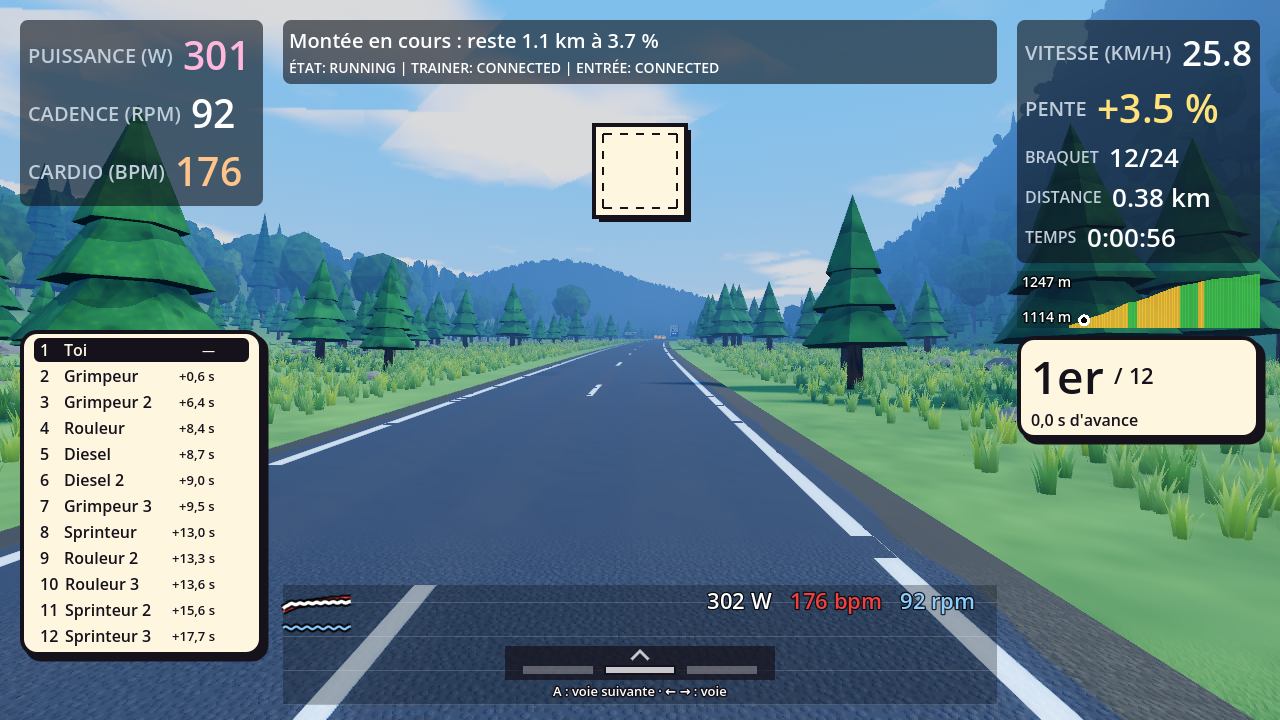 PUISSANCE (W) 301
CADENCE (RPM) 92
CARDIO (BPM) 176
Montée en cours : reste 1.1 km à 3.7 %
ÉTAT: RUNNING | TRAINER: CONNECTED | ENTRÉE: CONNECTED
VITESSE (KM/H) 25.8
PENTE +3.5 %
BRAQUET 12/24
DISTANCE 0.38 km
TEMPS 0:00:56
1247 m
1114 m
1er / 12
0,0 s d'avance
1 Toi —
2 Grimpeur +0,6 s
3 Grimpeur 2 +6,4 s
4 Rouleur +8,4 s
5 Diesel +8,7 s
6 Diesel 2 +9,0 s
7 Grimpeur 3 +9,5 s
8 Sprinteur +13,0 s
9 Rouleur 2 +13,3 s
10 Rouleur 3 +13,6 s
11 Sprinteur 2 +15,6 s
12 Sprinteur 3 +17,7 s
302 W 176 bpm 92 rpm
A : voie suivante · ← → : voie